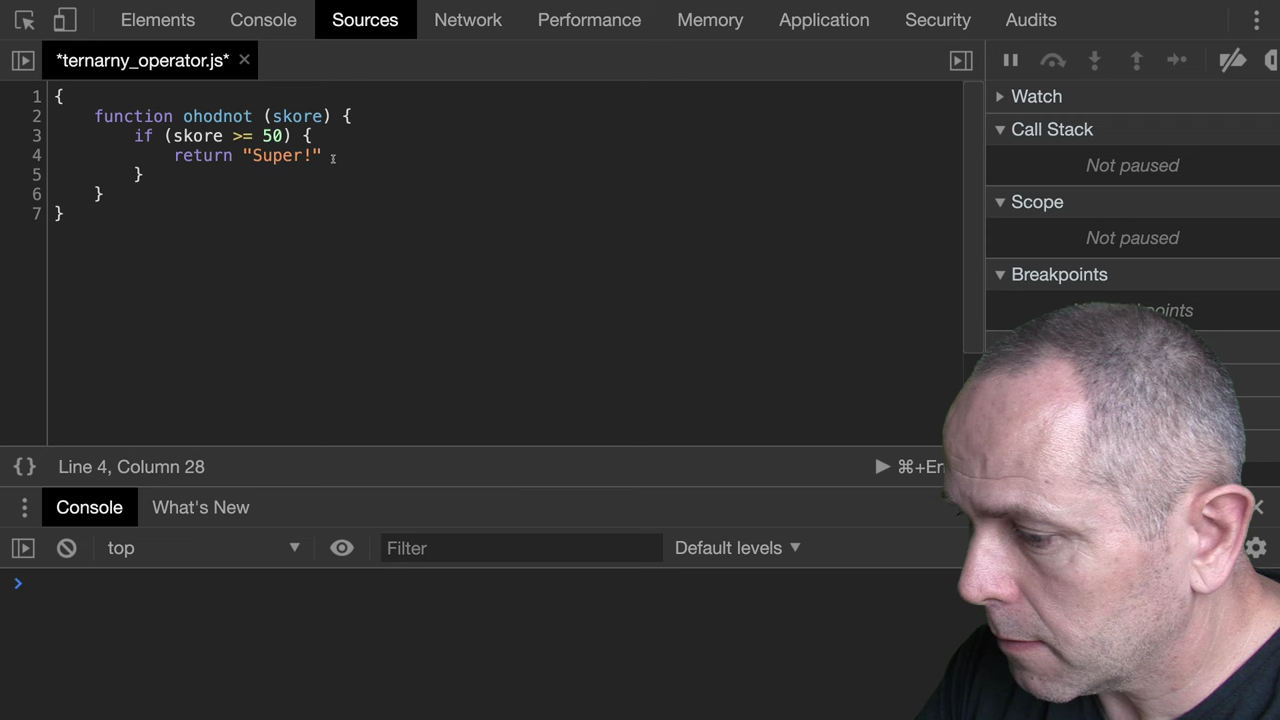 Elements Console Sources Network Performance Memory Application Security Audits
*ternarny_operator.js* ×
1 {
2 function ohodnot (skore) {
3 if (skore >= 50) {
4 return "Super!"
5 }
6 }
7 }
Watch
Call Stack
Not paused
Scope
Not paused
Breakpoints
{} Line 4, Column 28
Console What's New
top Filter Default levels
>